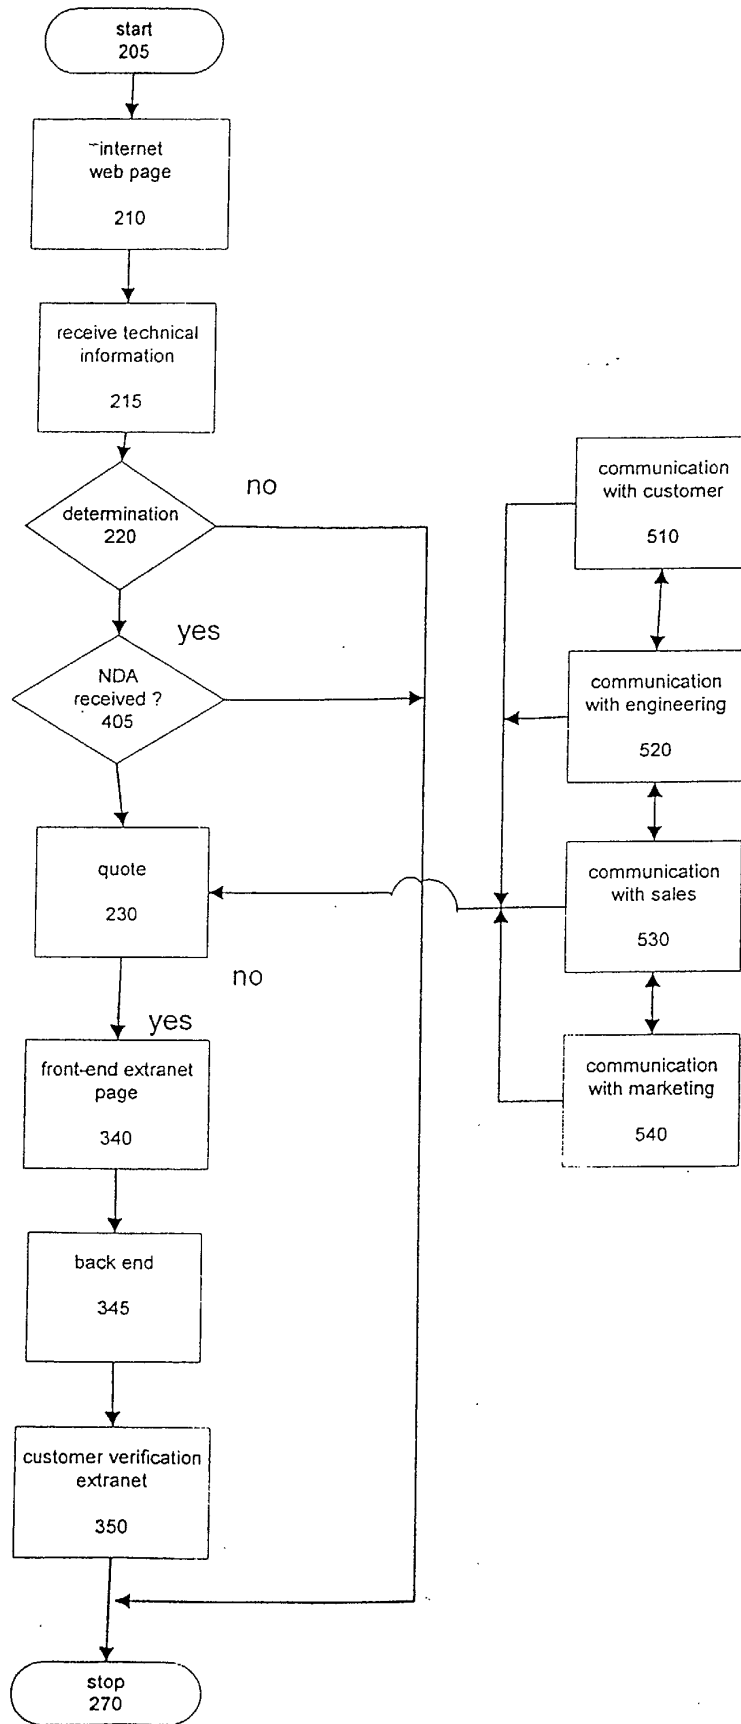 start
205
internet
web page
210
receive technical
information
215
determination
220
no
yes
NDA
received ?
405
quote
230
no
yes
front-end extranet
page
340
back end
345
customer verification
extranet
350
stop
270
communication
with customer
510
communication
with engineering
520
communication
with sales
530
communication
with marketing
540